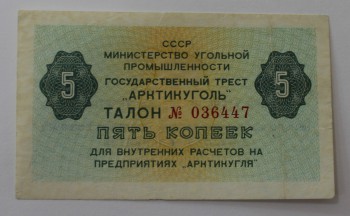 СССР
МИНИСТЕРСТВО УГОЛЬНОЙ
ПРОМЫШЛЕННОСТИ
ГОСУДАРСТВЕННЫЙ ТРЕСТ
"АРКТИКУГОЛЬ"
5 ТАЛОН № 036447 5
ПЯТЬ КОПЕЕК
ДЛЯ ВНУТРЕННИХ РАСЧЕТОВ НА
ПРЕДПРИЯТИЯХ "АРКТИКУГЛЯ"